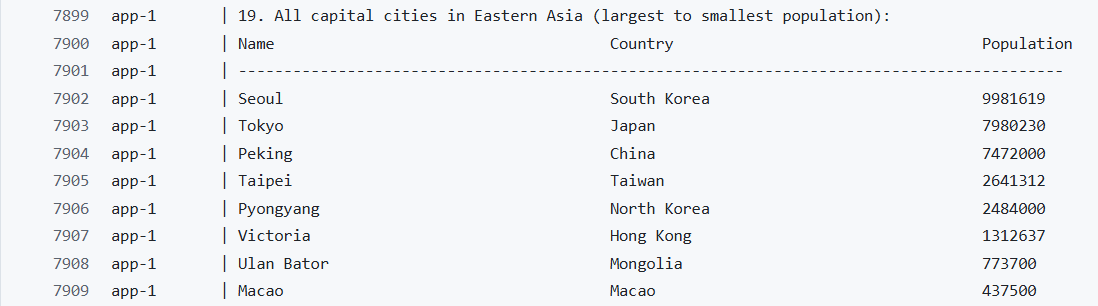 7899 app-1 | 19. All capital cities in Eastern Asia (largest to smallest population):
7900 app-1 | Name Country Population
7901 app-1 | ------------------------------------------------------------------------------------------
7902 app-1 | Seoul South Korea 9981619
7903 app-1 | Tokyo Japan 7980230
7904 app-1 | Peking China 7472000
7905 app-1 | Taipei Taiwan 2641312
7906 app-1 | Pyongyang North Korea 2484000
7907 app-1 | Victoria Hong Kong 1312637
7908 app-1 | Ulan Bator Mongolia 773700
7909 app-1 | Macao Macao 437500